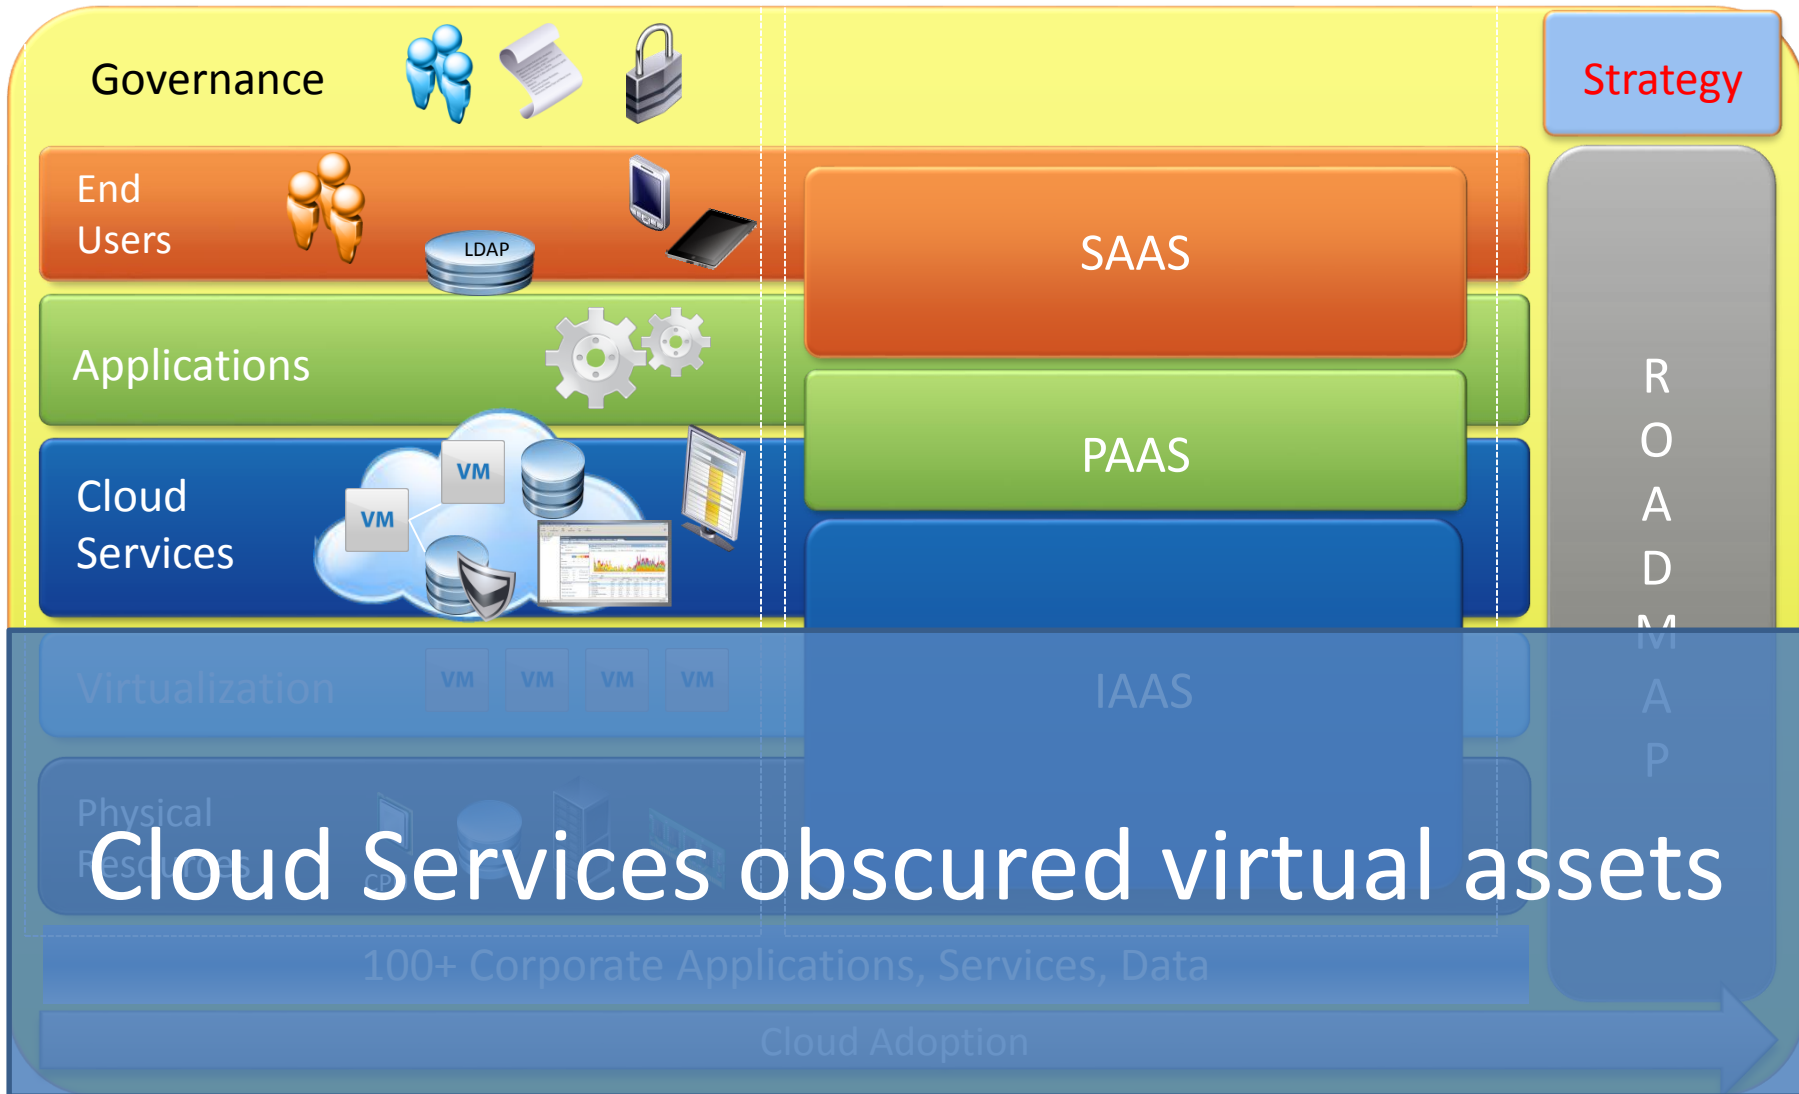 Governance
Strategy
End
Users
LDAP
SAAS
Applications
PAAS
Cloud
Services
VM
VM
R
O
A
D
M
A
P
Virtualization
VM
VM
VM
VM
IAAS
Physical
Resources
Cloud Services obscured virtual assets
100+ Corporate Applications, Services, Data
Cloud Adoption